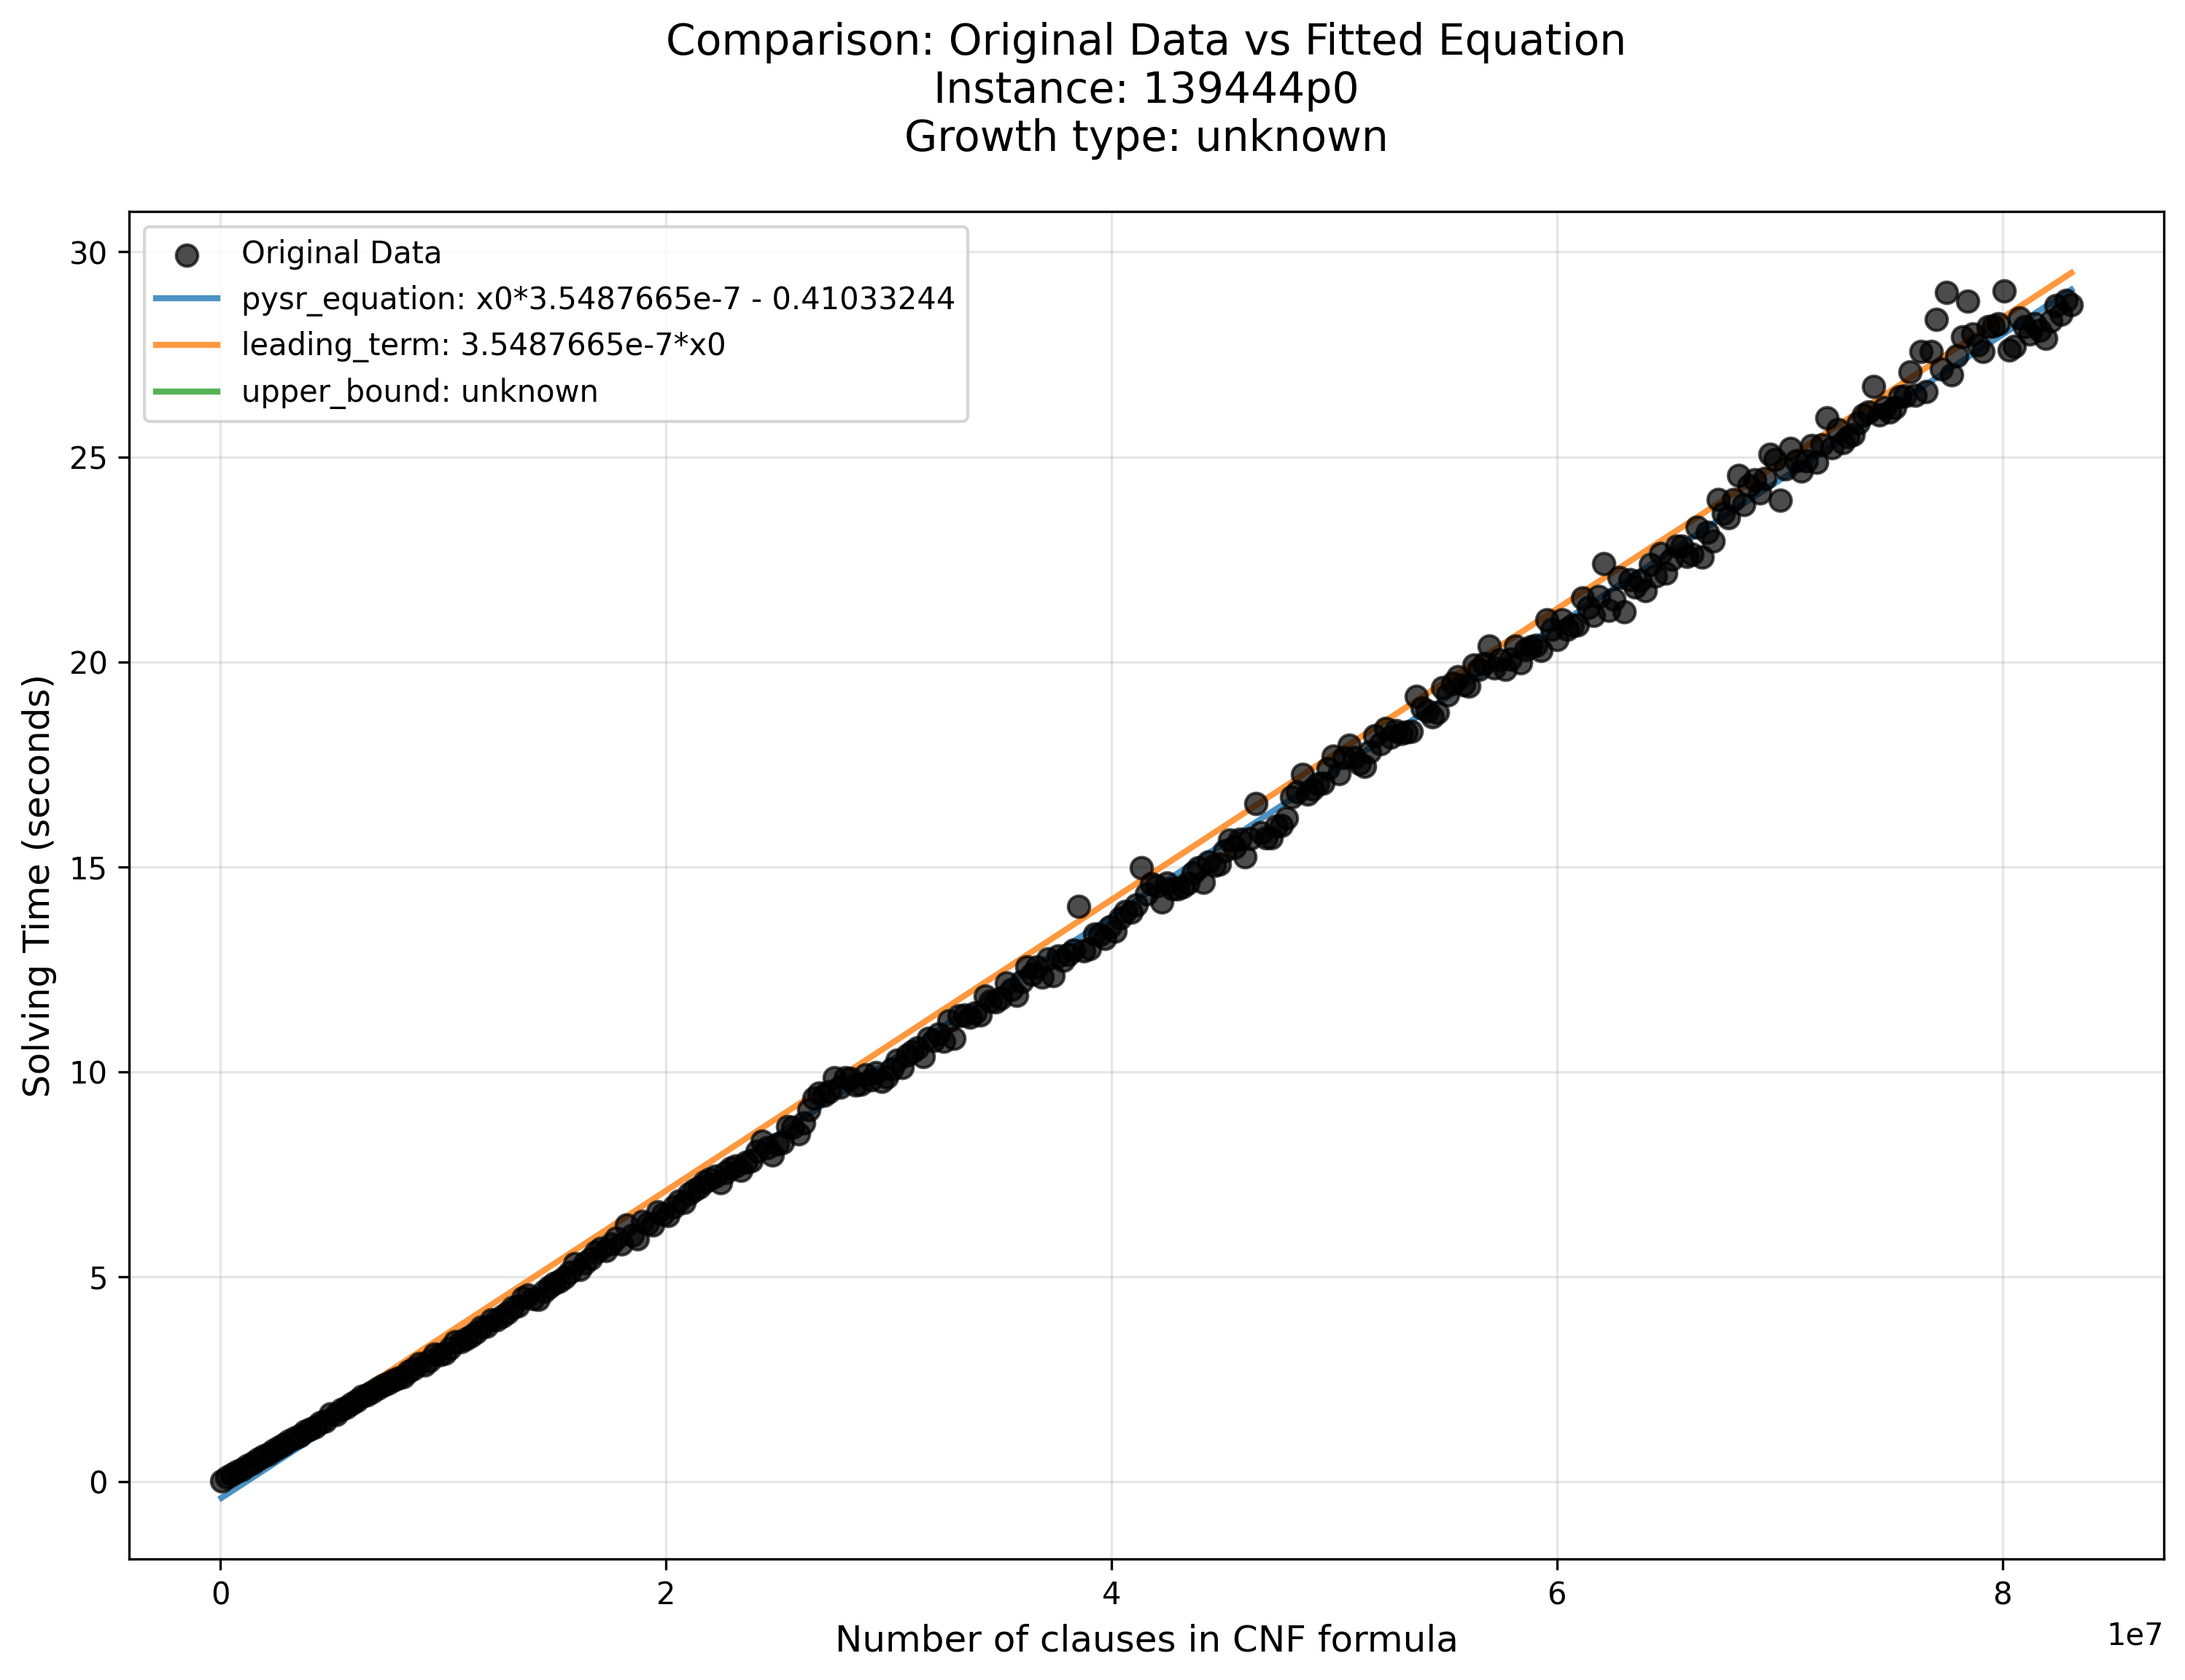 Comparison: Original Data vs Fitted Equation
Instance: 139444p0
Growth type: unknown
Original Data
pysr_equation: x0*3.5487665e-7 - 0.41033244
leading_term: 3.5487665e-7*x0
upper_bound: unknown
30
25
20
15
10
5
0
Solving Time (seconds)
0 2 4 6 8
1e7
Number of clauses in CNF formula